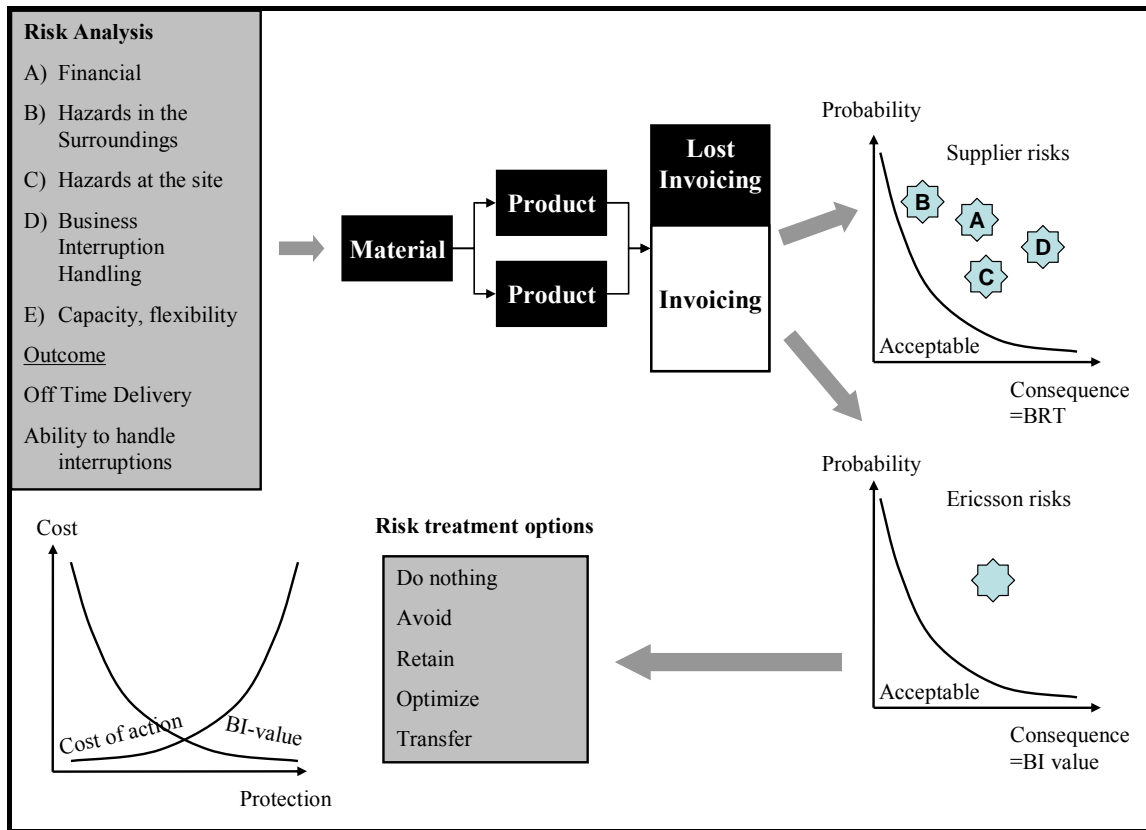 Risk Analysis
A) Financial
B) Hazards in the
Surroundings
C) Hazards at the site
D) Business
Interruption
Handling
E) Capacity, flexibility
Outcome
Off Time Delivery
Ability to handle
interruptions
Material
Product
Product
Lost
Invoicing
Invoicing
Probability
Supplier risks
B
A
D
C
Acceptable
Consequence
=BRT
Probability
Ericsson risks
Acceptable
Consequence
=BI value
Risk treatment options
Do nothing
Avoid
Retain
Optimize
Transfer
Cost
Cost of action
BI-value
Protection